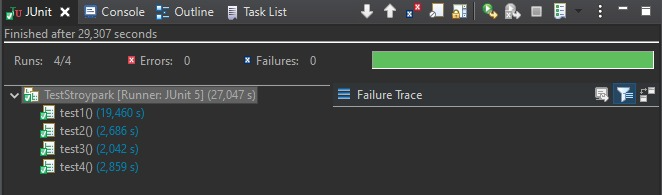 JUnit Console Outline Task List
Finished after 29,307 seconds
Runs: 4/4 Errors: 0 Failures: 0
TestStroypark [Runner: JUnit 5] (27,047 s)
Failure Trace
test1() (19,460 s)
test2() (2,686 s)
test3() (2,042 s)
test4() (2,859 s)